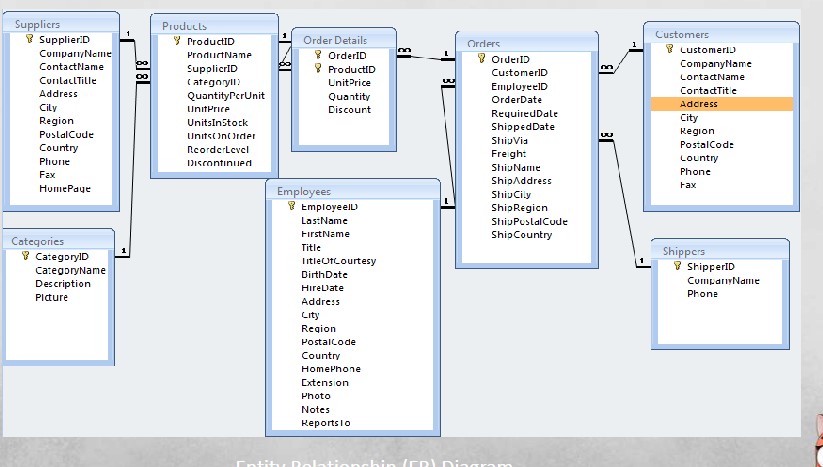 Suppliers
SupplierID
CompanyName
ContactName
ContactTitle
Address
City
Region
PostalCode
Country
Phone
Fax
HomePage
Categories
CategoryID
CategoryName
Description
Picture
Products
ProductID
ProductName
SupplierID
CategoryID
QuantityPerUnit
UnitPrice
UnitsInStock
UnitsOnOrder
ReorderLevel
Discontinued
Order Details
OrderID
ProductID
UnitPrice
Quantity
Discount
Employees
EmployeeID
LastName
FirstName
Title
TitleOfCourtesy
BirthDate
HireDate
Address
City
Region
PostalCode
Country
HomePhone
Extension
Photo
Notes
ReportsTo
Orders
OrderID
CustomerID
EmployeeID
OrderDate
RequiredDate
ShippedDate
ShipVia
Freight
ShipName
ShipAddress
ShipCity
ShipRegion
ShipPostalCode
ShipCountry
Customers
CustomerID
CompanyName
ContactName
ContactTitle
Address
City
Region
PostalCode
Country
Phone
Fax
Shippers
ShipperID
CompanyName
Phone
1
∞
∞
1
1
∞
∞
1
∞
1
∞
1
∞
1
Entity Relationship (ER) Diagram